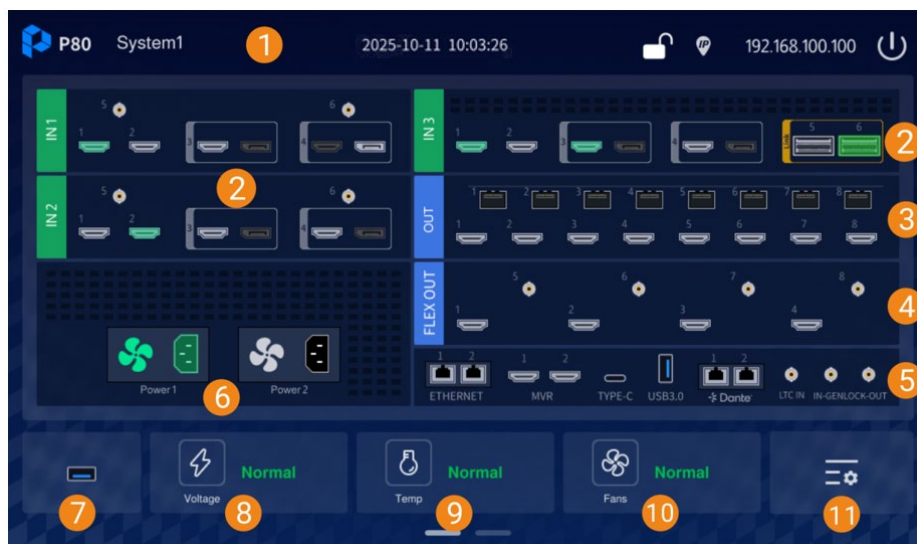 P80 System1 1 2025-10-11 10:03:26 IP 192.168.100.100
IN 1
5 6
1 2 3 4
IN 2
5 6
1 2 3 4
2
IN 3
1 2 3 4 Link 5 6
2
OUT
1 2 3 4 5 6 7 8
1 2 3 4 5 6 7 8
3
FLEX OUT
5 6 7 8
1 2 3 4
4
1 2 1 2 1 2
ETHERNET MVR TYPE-C USB3.0 Dante LTC IN IN-GENLOCK-OUT
5
Power 1 6 Power 2
Normal Normal Normal
Voltage Temp Fans
7 8 9 10 11